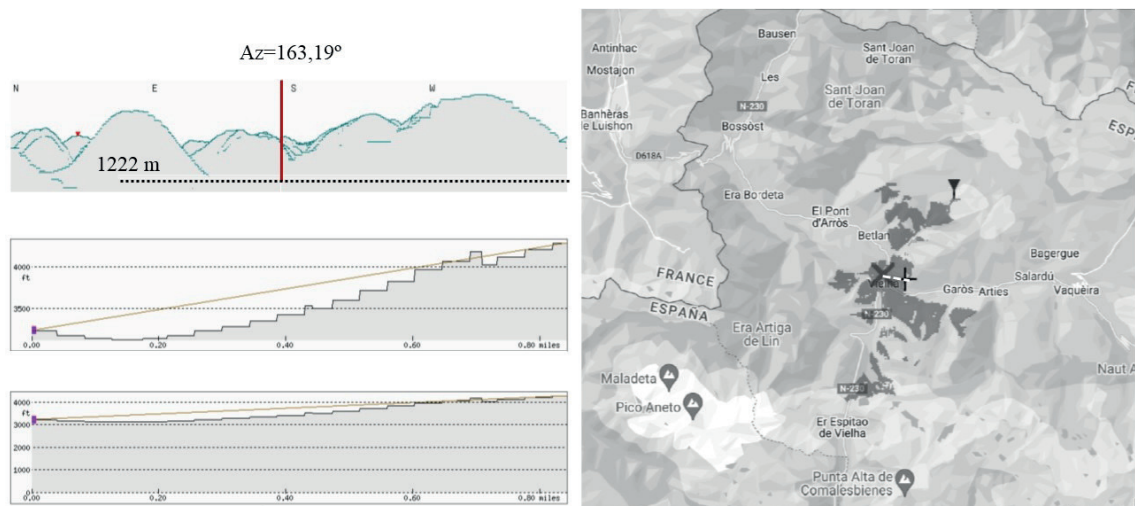 Az=163,19º
N E S W
1222 m
4000
ft
3500
0.00 0.20 0.40 0.60 0.80 miles
4000
ft
3000
2000
1000
0
0.00 0.20 0.40 0.60 0.80 miles
Bausen
Antinhac
Sant Joan
de Toran
Mostajon
Les
N-230
Sant Joan
de Toran
F
ESP
Banhèras
de Luishon
Bossòst
D618A
Era Bordeta
El Pont
d'Arròs
Betlan
Bagergue
FRANCE
Vielha
Salardú
Garòs
Arties
Vaquèira
ESPAÑA
N-230
Era Artiga
de Lin
Naut A
Maladeta
N-230
Pico Aneto
Er Espitao
de Vielha
Punta Alta de
Comalesbienes